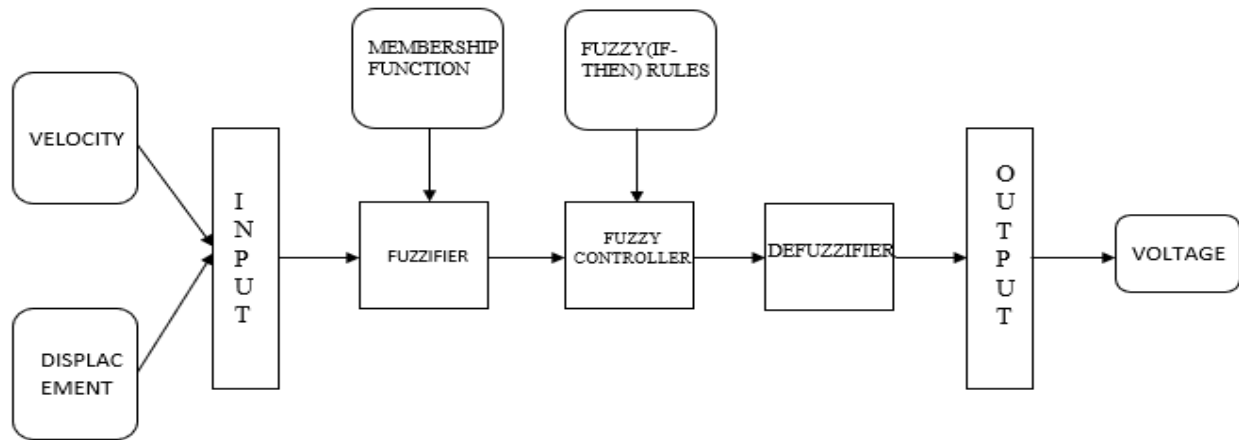 MEMBERSHIP
FUNCTION
FUZZY(IF-
THEN) RULES
VELOCITY
DISPLAC
EMENT
I
N
P
U
T
FUZZIFIER
FUZZY
CONTROLLER
DEFUZZIFIER
O
U
T
P
U
T
VOLTAGE